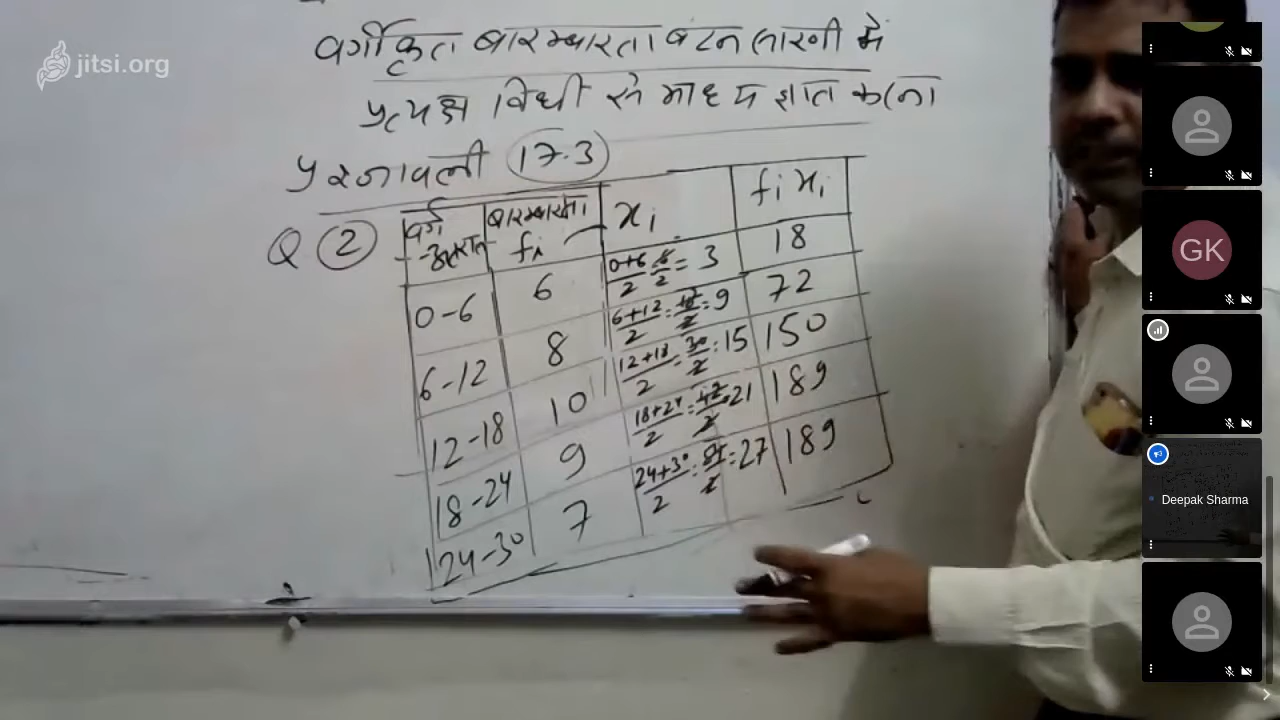 jitsi.org
वर्गीकृत बारम्बारता बंटन सारणी में
प्रत्यक्ष विधी से माध्य ज्ञात करना
प्रश्नावली 17.3
Q 2
वर्ग -अन्तराल बारम्बारता fi xi fi xi
0-6 6 0+6/2 6/2 = 3 18
6-12 8 6+12/2 = 18/2 = 9 72
12-18 10 12+18/2 = 30/2 = 15 150
18-24 9 18+24/2 = 42/2 = 21 189
24-30 7 24+30/2 = 54/2 = 27 189
GK
Deepak Sharma